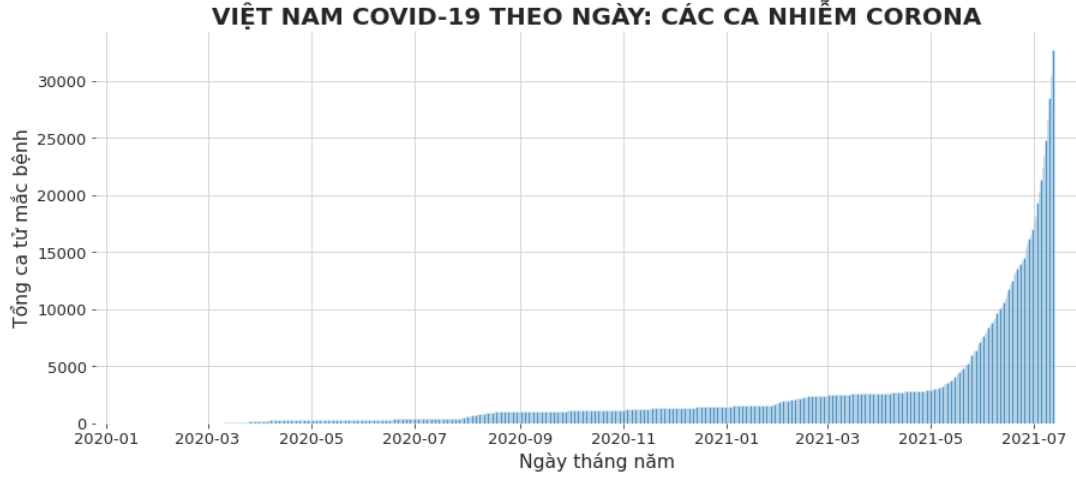 VIỆT NAM COVID-19 THEO NGÀY: CÁC CA NHIỄM CORONA
Tổng ca tử mắc bệnh
30000
25000
20000
15000
10000
5000
0
2020-01 2020-03 2020-05 2020-07 2020-09 2020-11 2021-01 2021-03 2021-05 2021-07
Ngày tháng năm